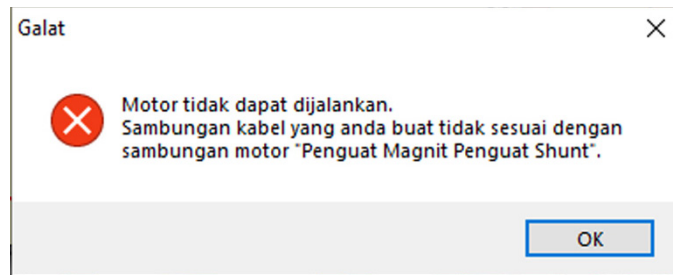 Galat
Motor tidak dapat dijalankan.
Sambungan kabel yang anda buat tidak sesuai dengan
sambungan motor "Penguat Magnit Penguat Shunt".
OK